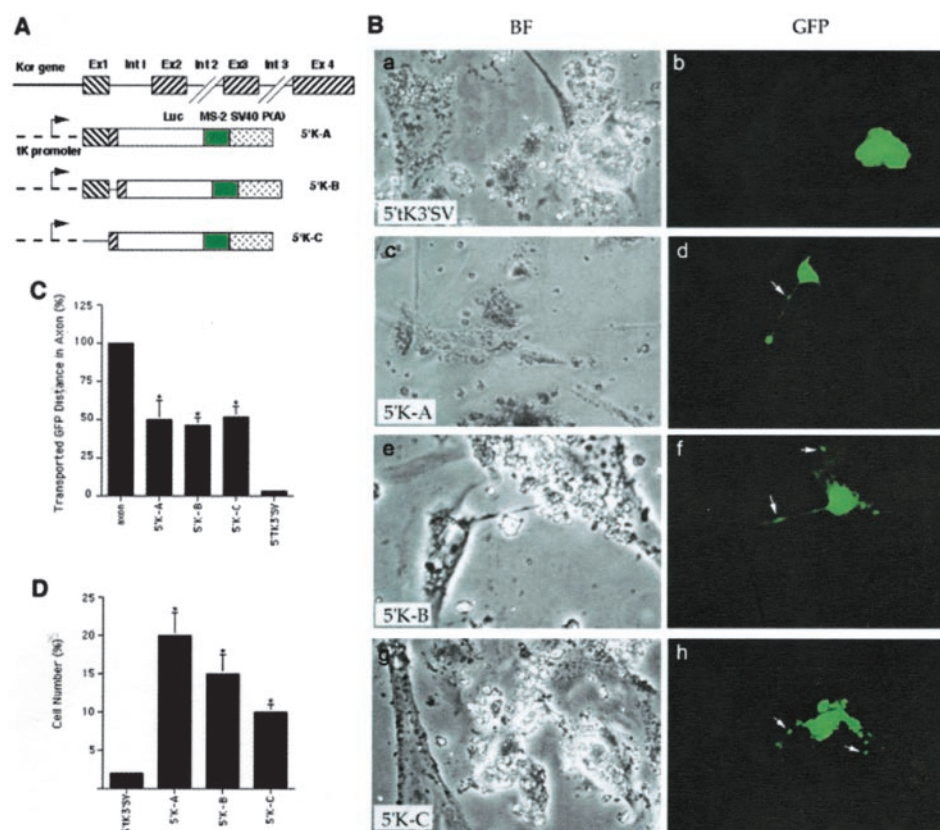 A
Ex1 Int I Ex2 Int 2 Ex3 Int 3 Ex 4
Kor gene
Luc MS-2 SV40 P(A)
5'K-A
tK promoter
5'K-B
5'K-C
B
BF GFP
a
5'tK3'SV
b
c
5'K-A
d
e
5'K-B
f
g
5'K-C
h
C
Transported GFP Distance in Axon (%)
125
100
75
50
25
0
* * *
axon 5'K-A 5'K-B 5'K-C 5'TK3'SV
D
Cell Number (%)
25
20
15
10
5
* * *
5'TK3'SV 5'K-A 5'K-B 5'K-C